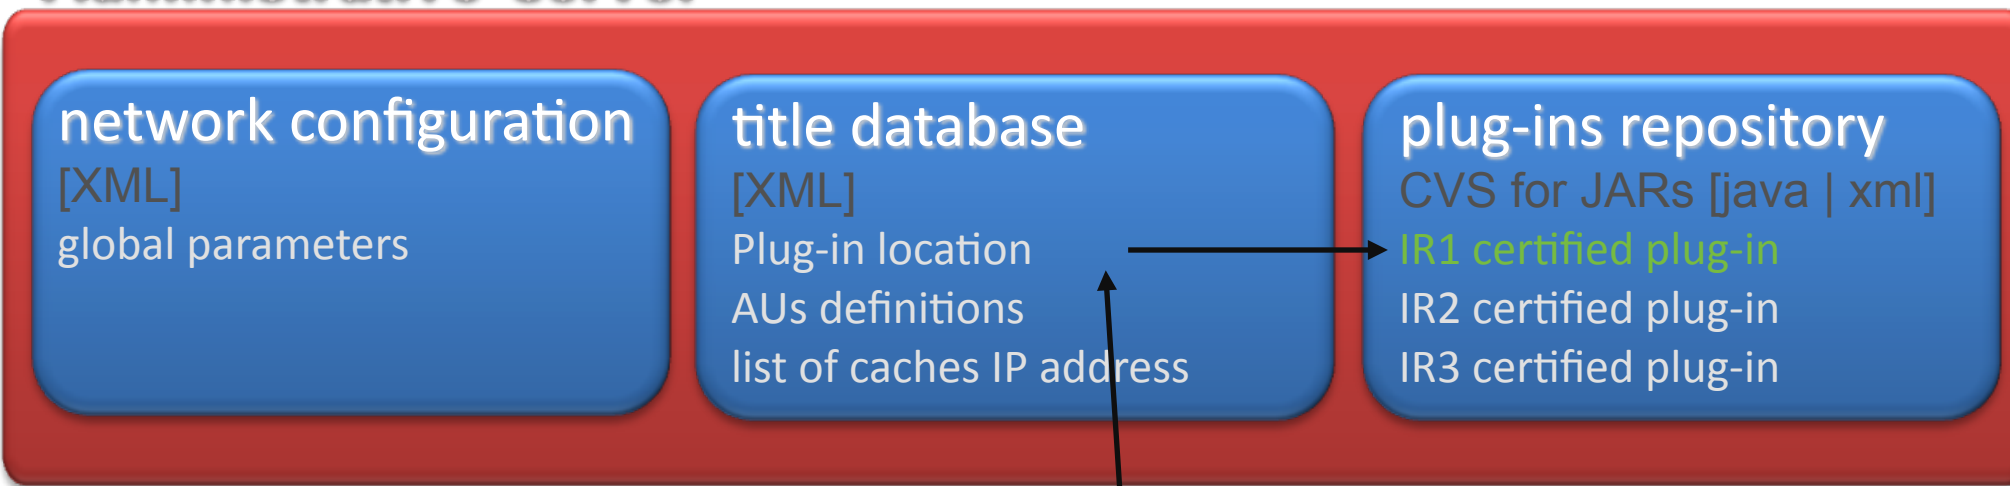 network configuration
[XML]
global parameters
title database
[XML]
Plug-in location
AUs definitions
list of caches IP address
plug-ins repository
CVS for JARs [java | xml]
IR1 certified plug-in
IR2 certified plug-in
IR3 certified plug-in